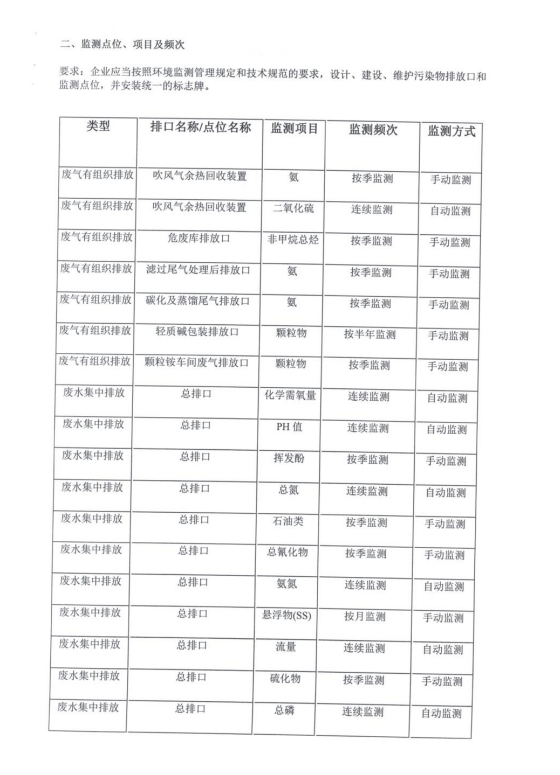 二、监测点位、项目及频次
要求：企业应当按照环境监测管理规定和技术规范的要求，设计、建设、维护污染物排放口和
监测点位，并安装统一的标志牌。
类型 排口名称/点位名称 监测项目 监测频次 监测方式
废气有组织排放 吹风气余热回收装置 氨 按季监测 手动监测
废气有组织排放 吹风气余热回收装置 二氧化硫 连续监测 自动监测
废气有组织排放 危废库排放口 非甲烷总烃 按季监测 手动监测
废气有组织排放 滤过尾气处理后排放口 氨 按季监测 手动监测
废气有组织排放 碳化及蒸馏尾气排放口 氨 按季监测 手动监测
废气有组织排放 轻质碱包装排放口 颗粒物 按半年监测 手动监测
废气有组织排放 颗粒铵车间废气排放口 颗粒物 按季监测 手动监测
废水集中排放 总排口 化学需氧量 连续监测 自动监测
废水集中排放 总排口 PH 值 连续监测 自动监测
废水集中排放 总排口 挥发酚 按季监测 手动监测
废水集中排放 总排口 总氮 连续监测 自动监测
废水集中排放 总排口 石油类 按季监测 手动监测
废水集中排放 总排口 总氰化物 按季监测 手动监测
废水集中排放 总排口 氨氮 连续监测 自动监测
废水集中排放 总排口 悬浮物(SS) 按月监测 手动监测
废水集中排放 总排口 流量 连续监测 自动监测
废水集中排放 总排口 硫化物 按季监测 手动监测
废水集中排放 总排口 总磷 连续监测 自动监测